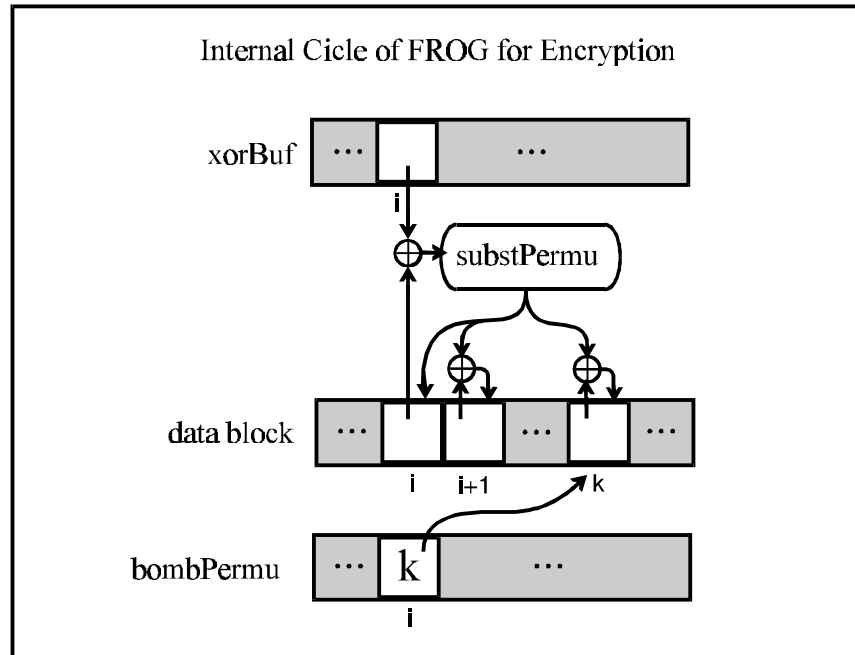 Internal Cicle of FROG for Encryption
xorBuf
... ...
i
substPermu
data block
... ... ...
i i+1 k
bombPermu
... k ...
i